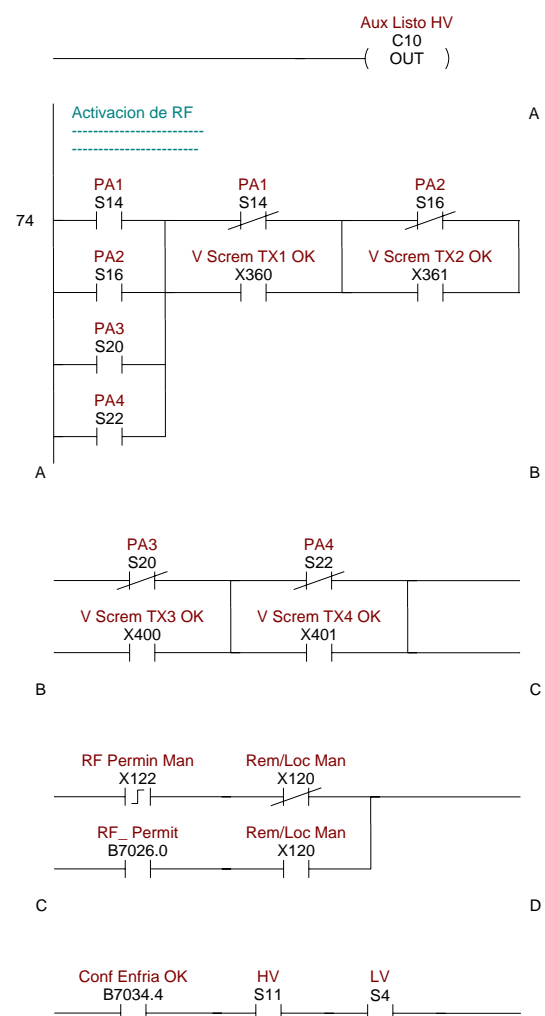 Aux Listo HV
C10
OUT
Activacion de RF
A
-------------------------
------------------------
PA1 PA1 PA2
S14 S14 S16
74
PA2 V Screm TX1 OK V Screm TX2 OK
S16 X360 X361
PA3
S20
PA4
S22
A B
PA3 PA4
S20 S22
V Screm TX3 OK V Screm TX4 OK
X400 X401
B C
RF Permin Man Rem/Loc Man
X122 X120
RF_ Permit Rem/Loc Man
B7026.0 X120
C D
Conf Enfria OK HV LV
B7034.4 S11 S4